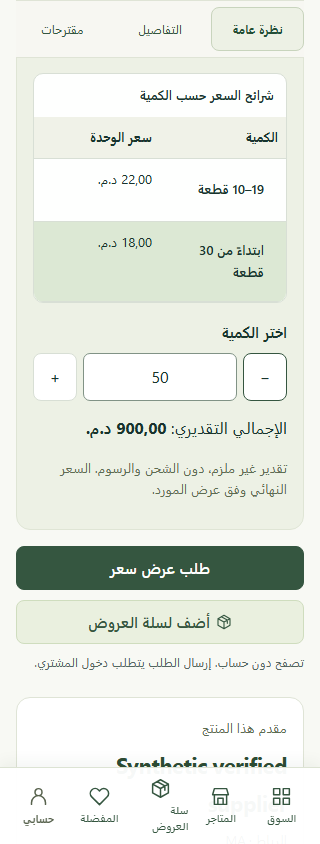 نظرة عامة
التفاصيل
مقترحات
شرائح السعر حسب الكمية
الكمية
سعر الوحدة
10–19 قطعة
22,00 د.م.
ابتداءً من 30
قطعة
18,00 د.م.
اختر الكمية
−
50
+
الإجمالي التقديري: 900,00 د.م.
تقدير غير ملزم، دون الشحن والرسوم. السعر
النهائي وفق عرض المورد.
طلب عرض سعر
أضف لسلة العروض
تصفح دون حساب. إرسال الطلب يتطلب دخول المشتري.
مقدم هذا المنتج
Synthetic verified
supplier
السوق
المتاجر
سلة
العروض
المفضلة
حسابي